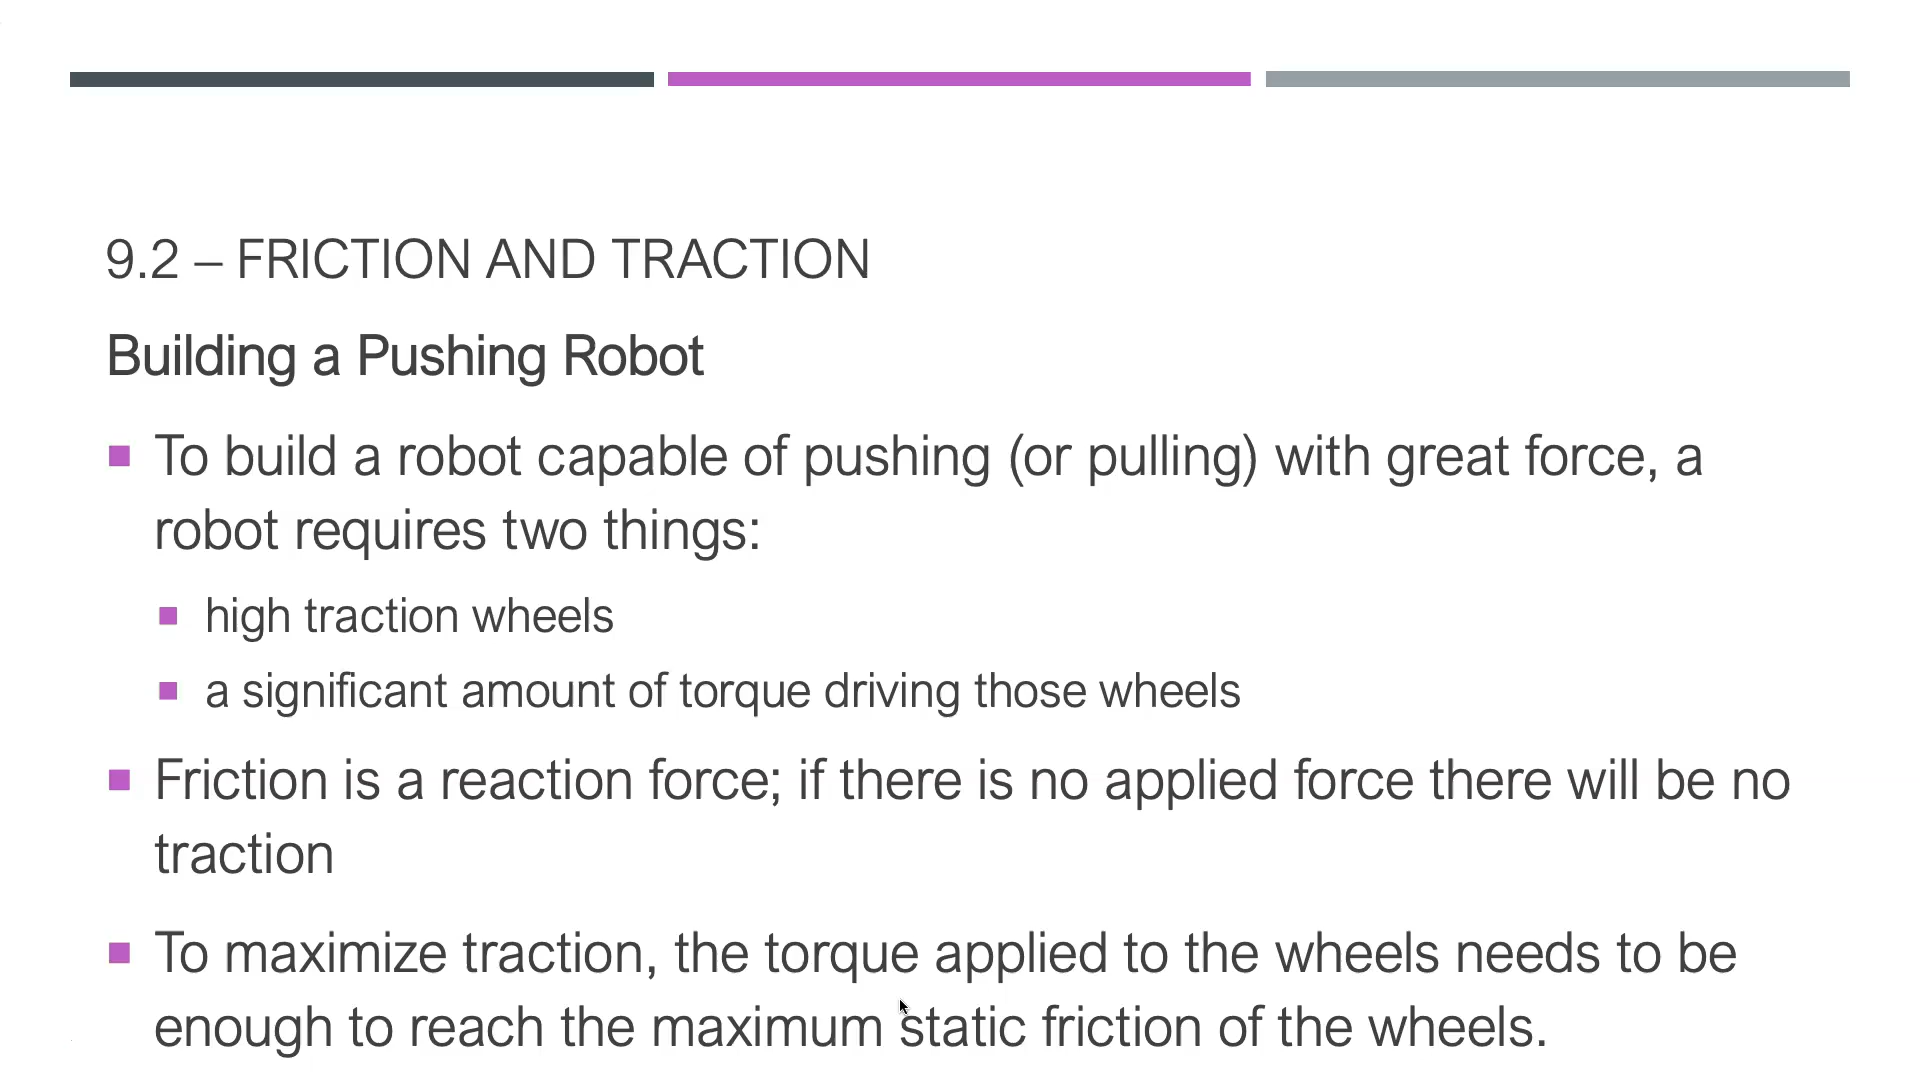 9.2 – FRICTION AND TRACTION
Building a Pushing Robot
To build a robot capable of pushing (or pulling) with great force, a
robot requires two things:
high traction wheels
a significant amount of torque driving those wheels
Friction is a reaction force; if there is no applied force there will be no
traction
To maximize traction, the torque applied to the wheels needs to be
enough to reach the maximum static friction of the wheels.